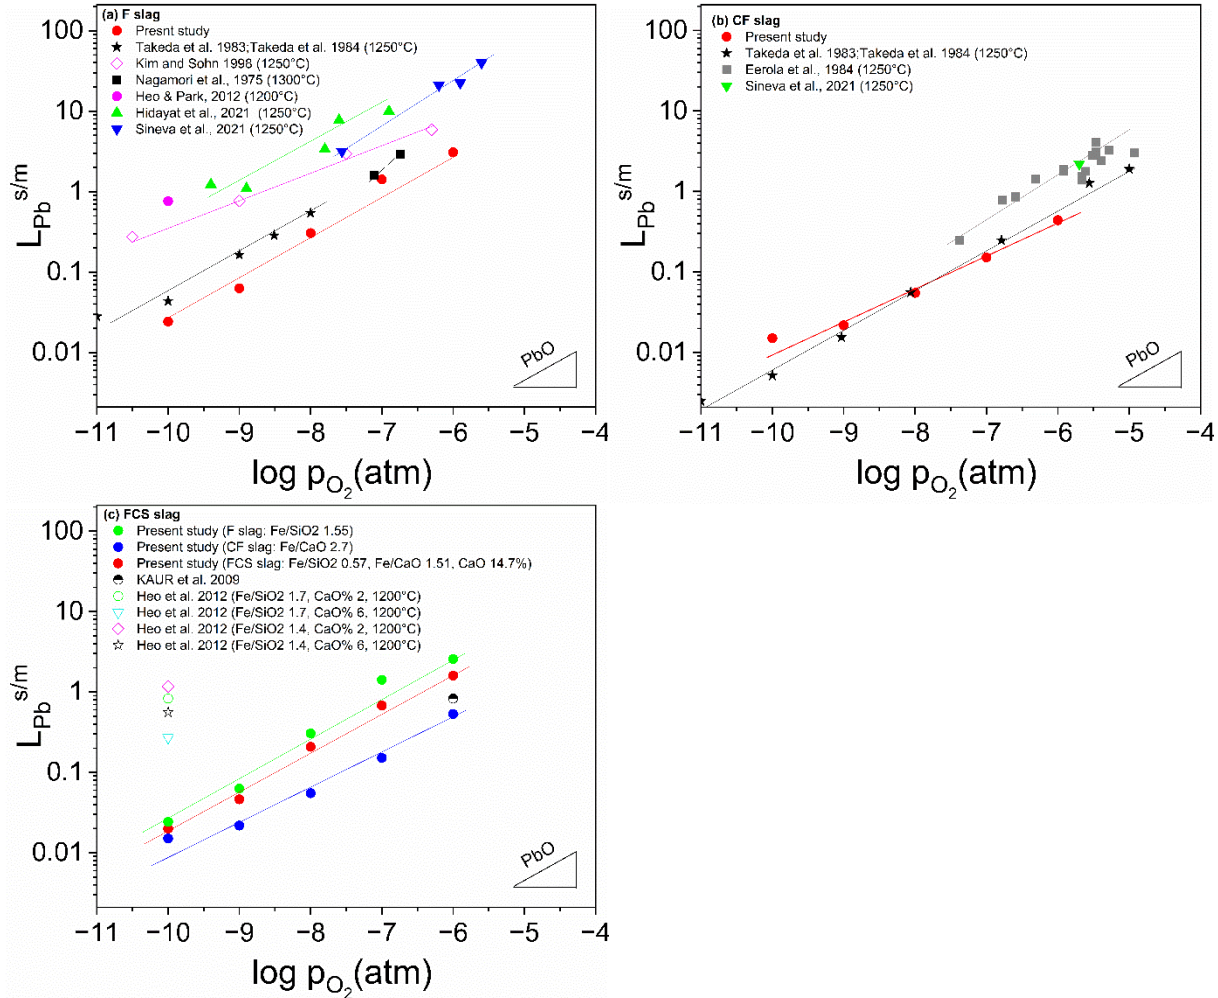 (a) F slag
Presnt study
Takeda et al. 1983;Takeda et al. 1984 (1250°C)
Kim and Sohn 1998 (1250°C)
Nagamori et al., 1975 (1300°C)
Heo & Park, 2012 (1200°C)
Hidayat et al., 2021 (1250°C)
Sineva et al., 2021 (1250°C)
100
10
1
0.1
0.01
L_Pb^s/m
PbO
−11 −10 −9 −8 −7 −6 −5 −4
log p_O2(atm)
(b) CF slag
Present study
Takeda et al. 1983;Takeda et al. 1984 (1250°C)
Eerola et al., 1984 (1250°C)
Sineva et al., 2021 (1250°C)
100
10
1
0.1
0.01
L_Pb^s/m
PbO
−11 −10 −9 −8 −7 −6 −5 −4
log p_O2(atm)
(c) FCS slag
Present study (F slag: Fe/SiO2 1.55)
Present study (CF slag: Fe/CaO 2.7)
Present study (FCS slag: Fe/SiO2 0.57, Fe/CaO 1.51, CaO 14.7%)
KAUR et al. 2009
Heo et al. 2012 (Fe/SiO2 1.7, CaO% 2, 1200°C)
Heo et al. 2012 (Fe/SiO2 1.7, CaO% 6, 1200°C)
Heo et al. 2012 (Fe/SiO2 1.4, CaO% 2, 1200°C)
Heo et al. 2012 (Fe/SiO2 1.4, CaO% 6, 1200°C)
100
10
1
0.1
0.01
L_Pb^s/m
PbO
−11 −10 −9 −8 −7 −6 −5 −4
log p_O2(atm)